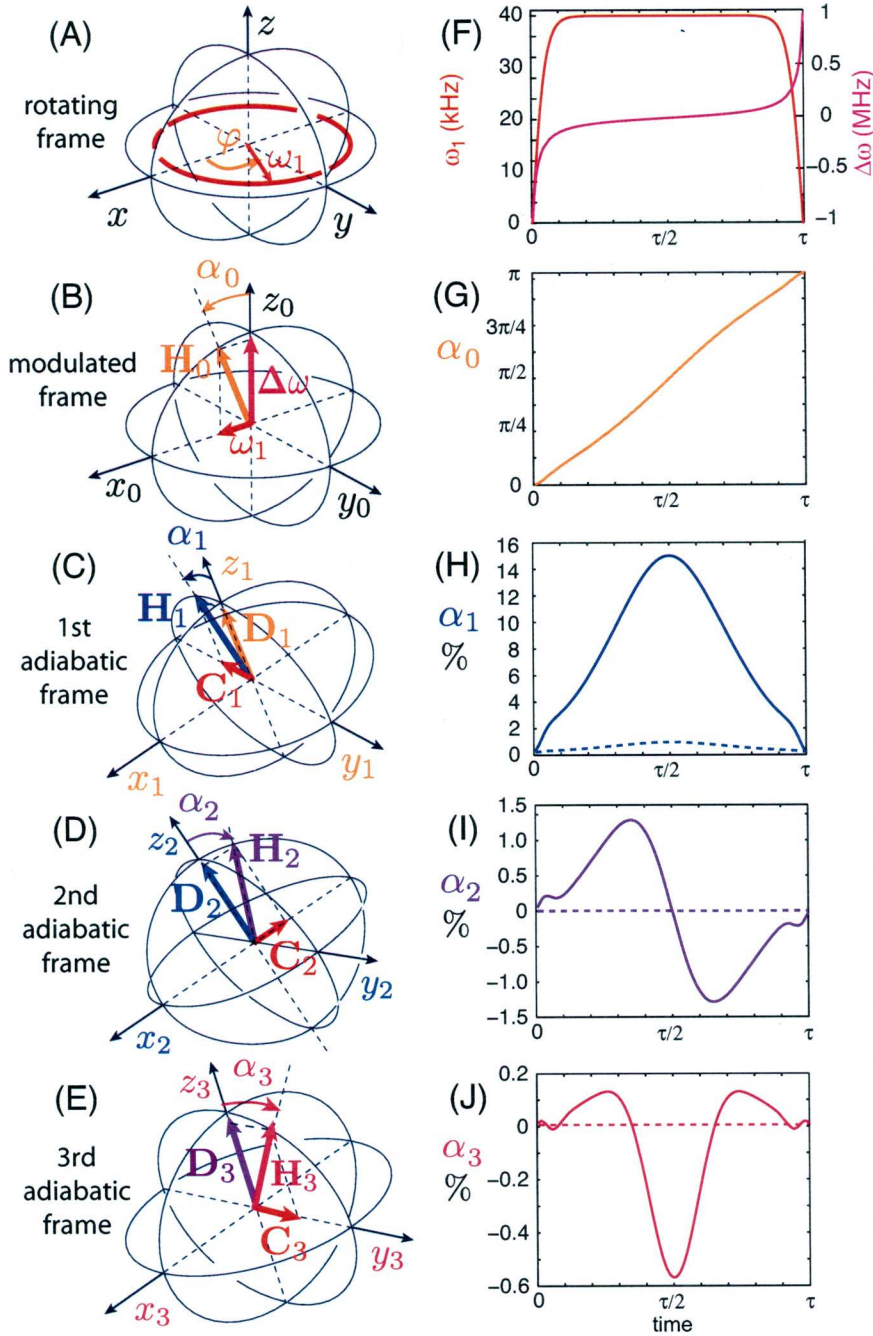 (A)
rotating
frame
z
φ
ω₁
x
y
(F)
ω₁ (kHz)
40
30
20
10
0
1
0.5
0
−0.5
−1
Δω (MHz)
0
τ/2
τ
(B)
modulated
frame
α₀
z₀
H₀
Δω
ω₁
x₀
y₀
(G)
α₀
π
3π/4
π/2
π/4
0
0
τ/2
τ
(C)
1st
adiabatic
frame
α₁
z₁
H₁
D₁
C₁
x₁
y₁
(H)
α₁
%
16
14
12
10
8
6
4
2
0
0
τ/2
τ
(D)
2nd
adiabatic
frame
α₂
z₂
H₂
D₂
C₂
x₂
y₂
(I)
α₂
%
1.5
1.0
0.5
0
−0.5
−1.0
−1.5
0
τ/2
τ
(E)
3rd
adiabatic
frame
z₃
α₃
D₃
H₃
C₃
x₃
y₃
(J)
α₃
%
0.2
0
−0.2
−0.4
−0.6
0
τ/2
τ
time